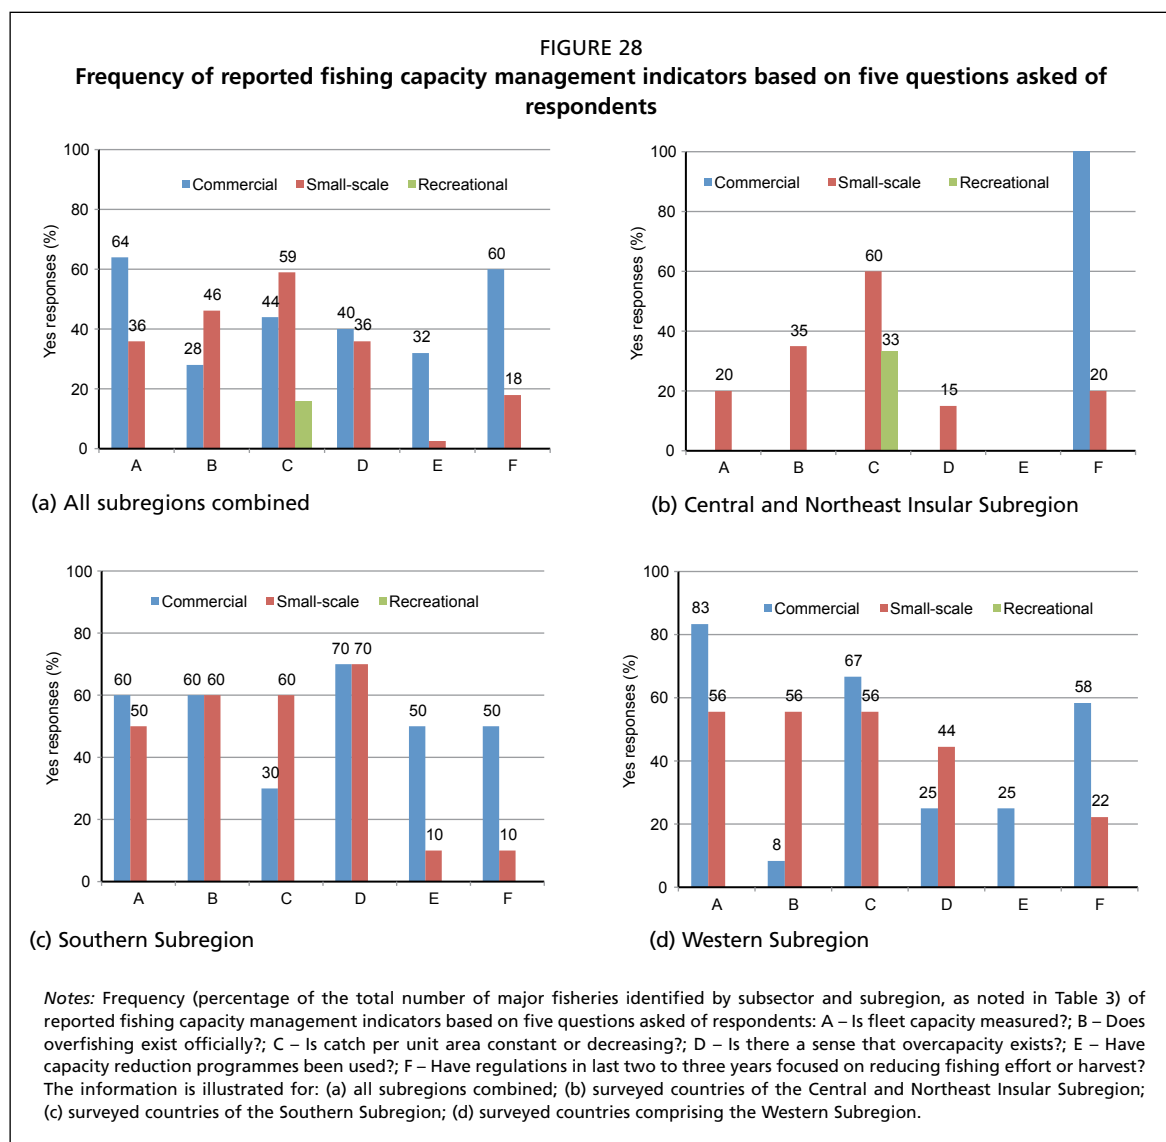 FIGURE 28
Frequency of reported fishing capacity management indicators based on five questions asked of
respondents
100
80
60
40
20
0
Yes responses (%)
Commercial Small-scale Recreational
64
36
28
46
44
59
40
36
32
60
18
A B C D E F
(a) All subregions combined
100
80
60
40
20
0
Yes responses (%)
Commercial Small-scale Recreational
20
35
60
33
15
20
A B C D E F
(b) Central and Northeast Insular Subregion
100
80
60
40
20
0
Yes responses (%)
Commercial Small-scale Recreational
60
50
60 60
30
60
70 70
50
10
50
10
A B C D E F
(c) Southern Subregion
100
80
60
40
20
0
Yes responses (%)
Commercial Small-scale Recreational
83
56
8
56
67
56
25
44
25
58
22
A B C D E F
(d) Western Subregion
Notes: Frequency (percentage of the total number of major fisheries identified by subsector and subregion, as noted in Table 3) of
reported fishing capacity management indicators based on five questions asked of respondents: A – Is fleet capacity measured?; B – Does
overfishing exist officially?; C – Is catch per unit area constant or decreasing?; D – Is there a sense that overcapacity exists?; E – Have
capacity reduction programmes been used?; F – Have regulations in last two to three years focused on reducing fishing effort or harvest?
The information is illustrated for: (a) all subregions combined; (b) surveyed countries of the Central and Northeast Insular Subregion;
(c) surveyed countries of the Southern Subregion; (d) surveyed countries comprising the Western Subregion.